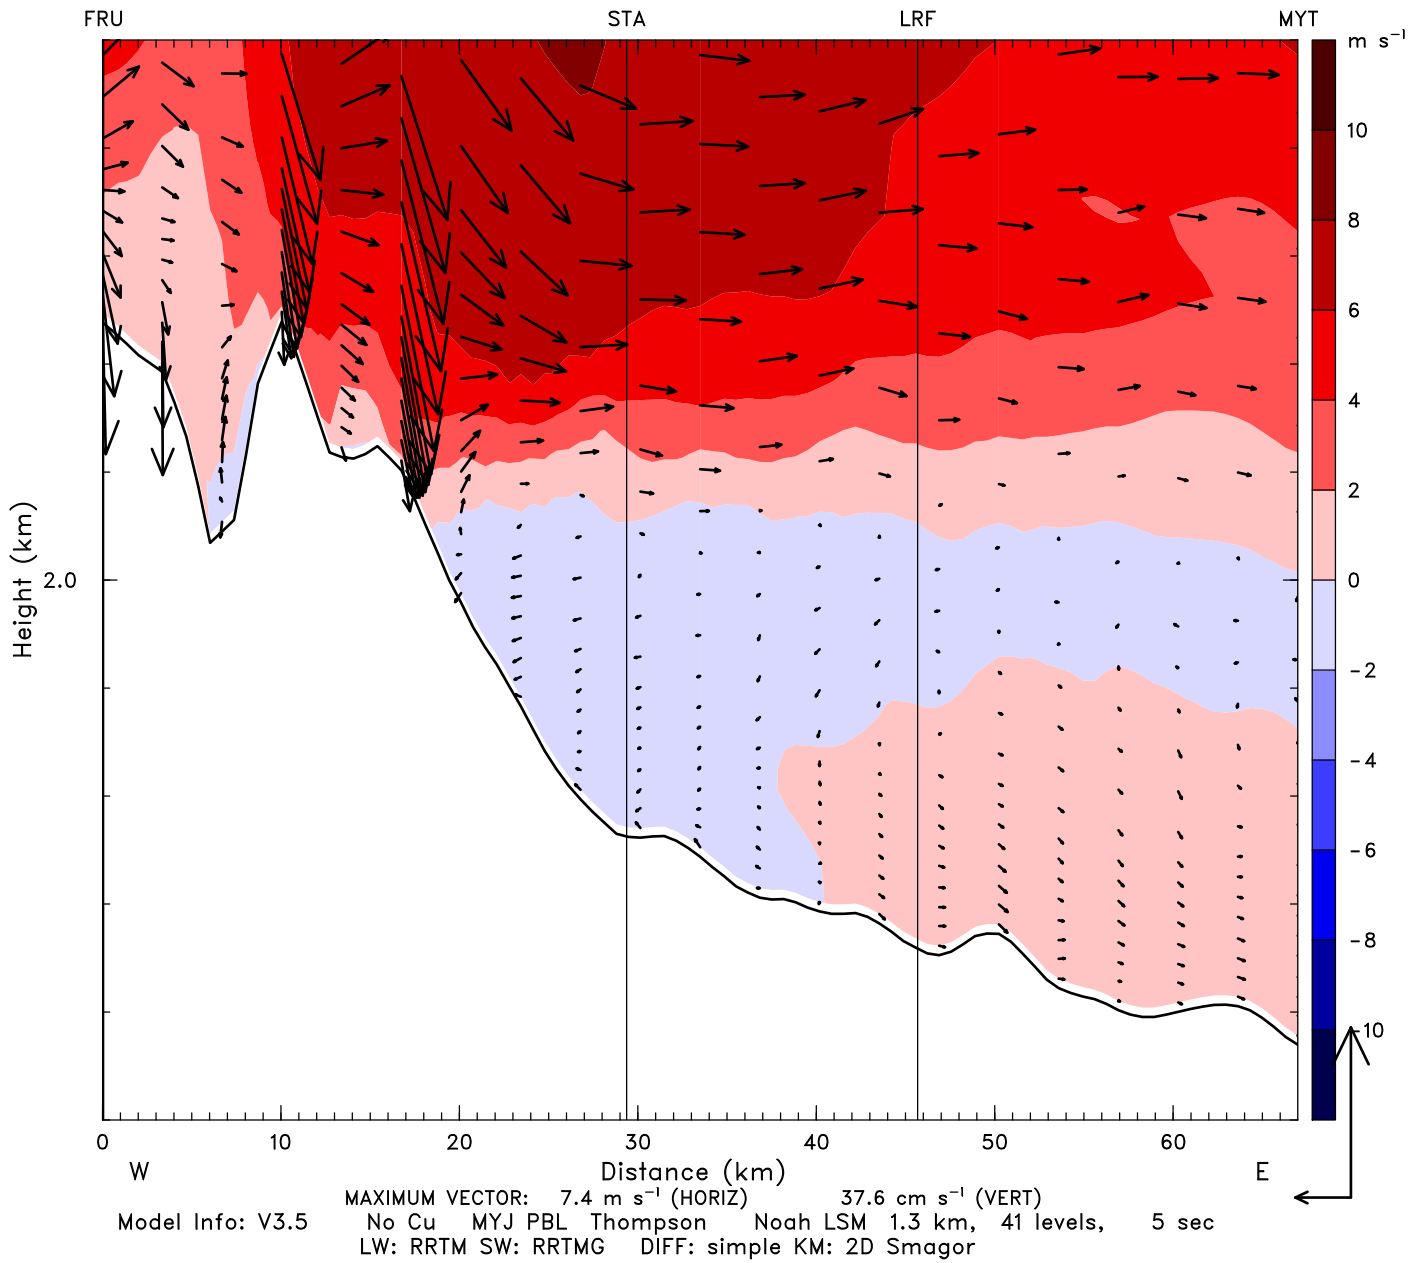 FRU STA LRF MYT
m s⁻¹
10
8
6
4
2
0
-2
-4
-6
-8
-10
Height (km)
2.0
0 10 20 30 40 50 60
W Distance (km) E
MAXIMUM VECTOR: 7.4 m s⁻¹ (HORIZ) 37.6 cm s⁻¹ (VERT)
Model Info: V3.5 No Cu MYJ PBL Thompson Noah LSM 1.3 km, 41 levels, 5 sec
LW: RRTM SW: RRTMG DIFF: simple KM: 2D Smagor